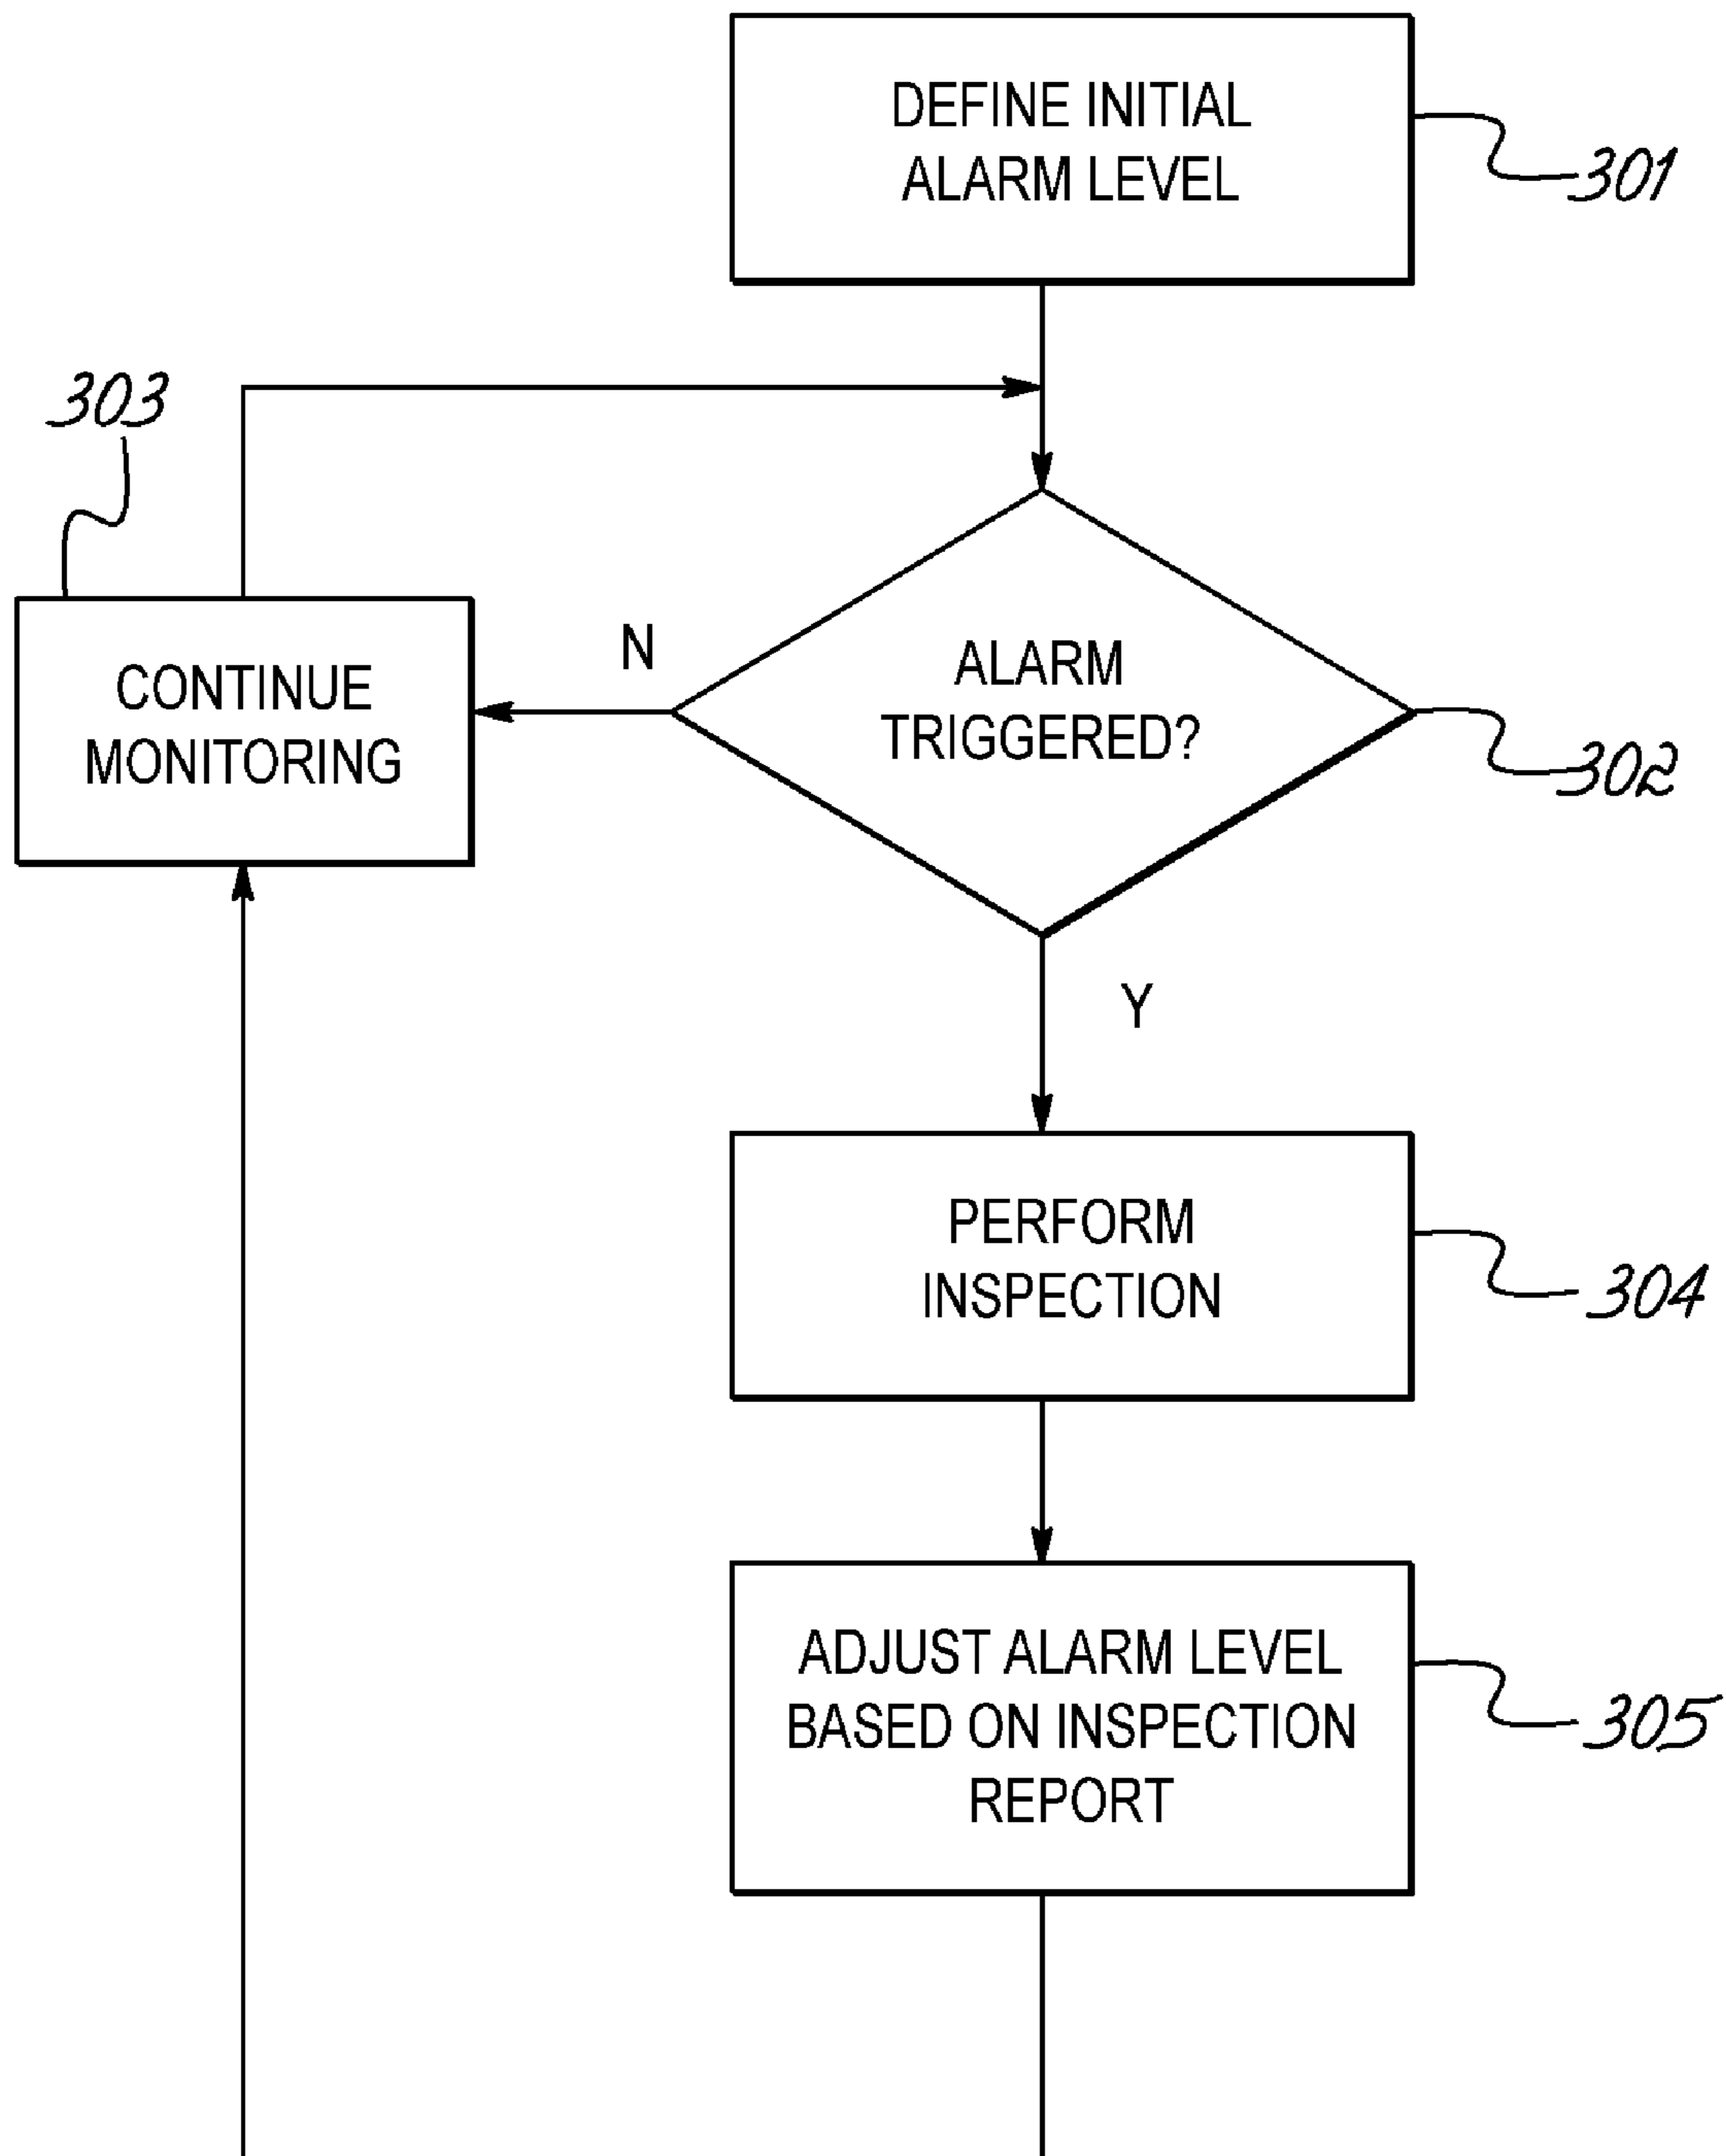 DEFINE INITIAL
ALARM LEVEL
301
303
CONTINUE
MONITORING
N
ALARM
TRIGGERED?
302
Y
PERFORM
INSPECTION
304
ADJUST ALARM LEVEL
BASED ON INSPECTION
REPORT
305